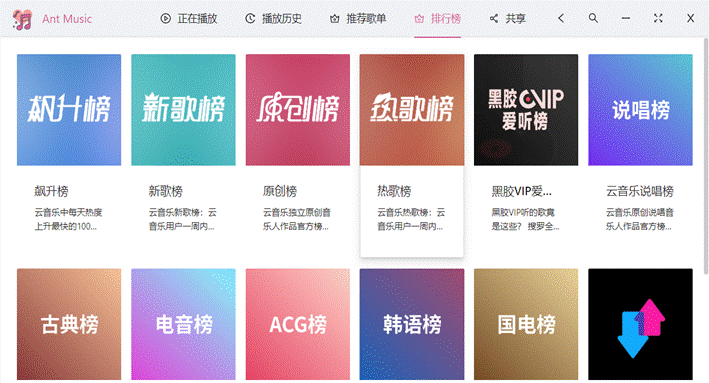 Ant Music
正在播放
播放历史
推荐歌单
排行榜
共享
X
飙升榜
新歌榜
原创榜
热歌榜
黑胶VIP
爱听榜
说唱榜
飙升榜
云音乐中每天热度
上升最快的100...
新歌榜
云音乐新歌榜：云
音乐用户一周内...
原创榜
云音乐独立原创音
乐人作品官方榜...
热歌榜
云音乐热歌榜：云
音乐用户一周内...
黑胶VIP爱...
黑胶VIP听的歌竟
是这些？ 搜罗全...
云音乐说唱榜
云音乐原创说唱音
乐人作品官方榜...
古典榜
电音榜
ACG榜
韩语榜
国电榜